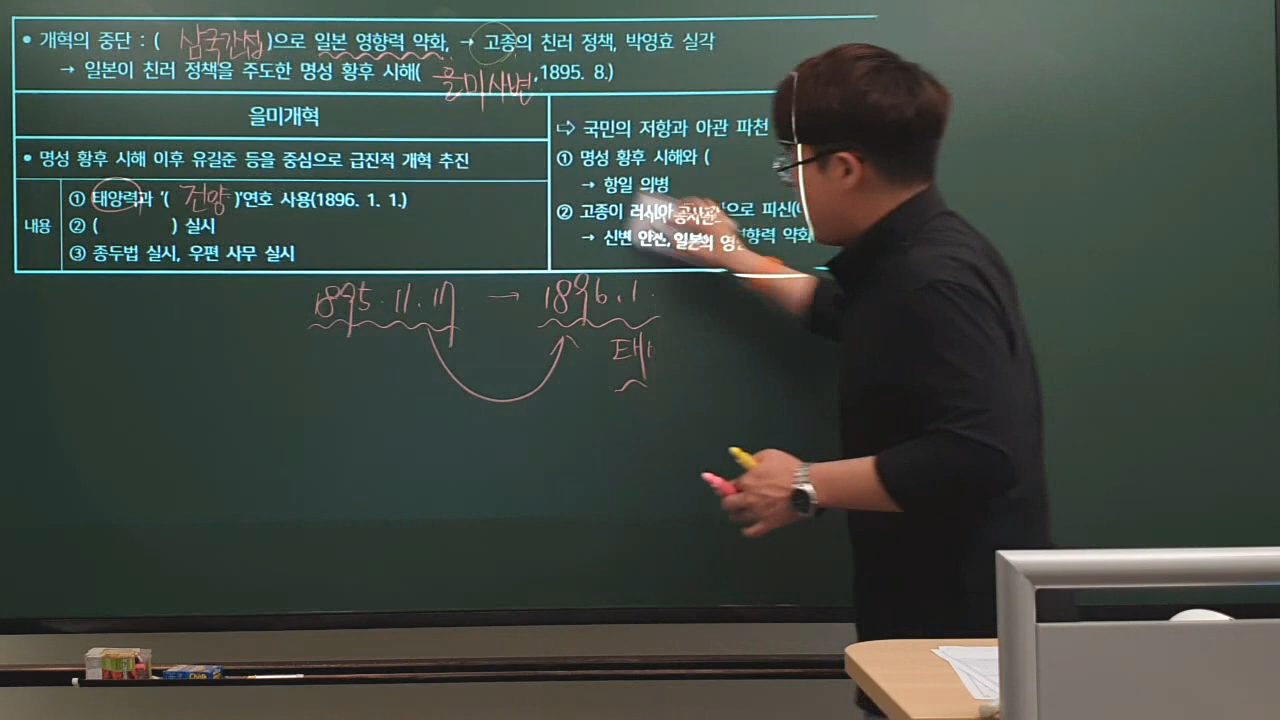 • 개혁의 중단 : ( 삼국간섭 )으로 일본 영향력 약화, → 고종의 친러 정책, 박영효 실각
→ 일본이 친러 정책을 주도한 명성 황후 시해( 을미사변, 1895. 8.)
을미개혁
• 명성 황후 시해 이후 유길준 등을 중심으로 급진적 개혁 추진
내용
① 태양력과 '( 건양 )'연호 사용(1896. 1. 1.)
② ( ) 실시
③ 종두법 실시, 우편 사무 실시
⇨ 국민의 저항과 아관 파천
① 명성 황후 시해와 (
→ 항일 의병
② 고종이 러시아 공사관으로 피신(
→ 신변 안전, 일본의 영향력 약화
1895. 11. 17 → 1896. 1.
태